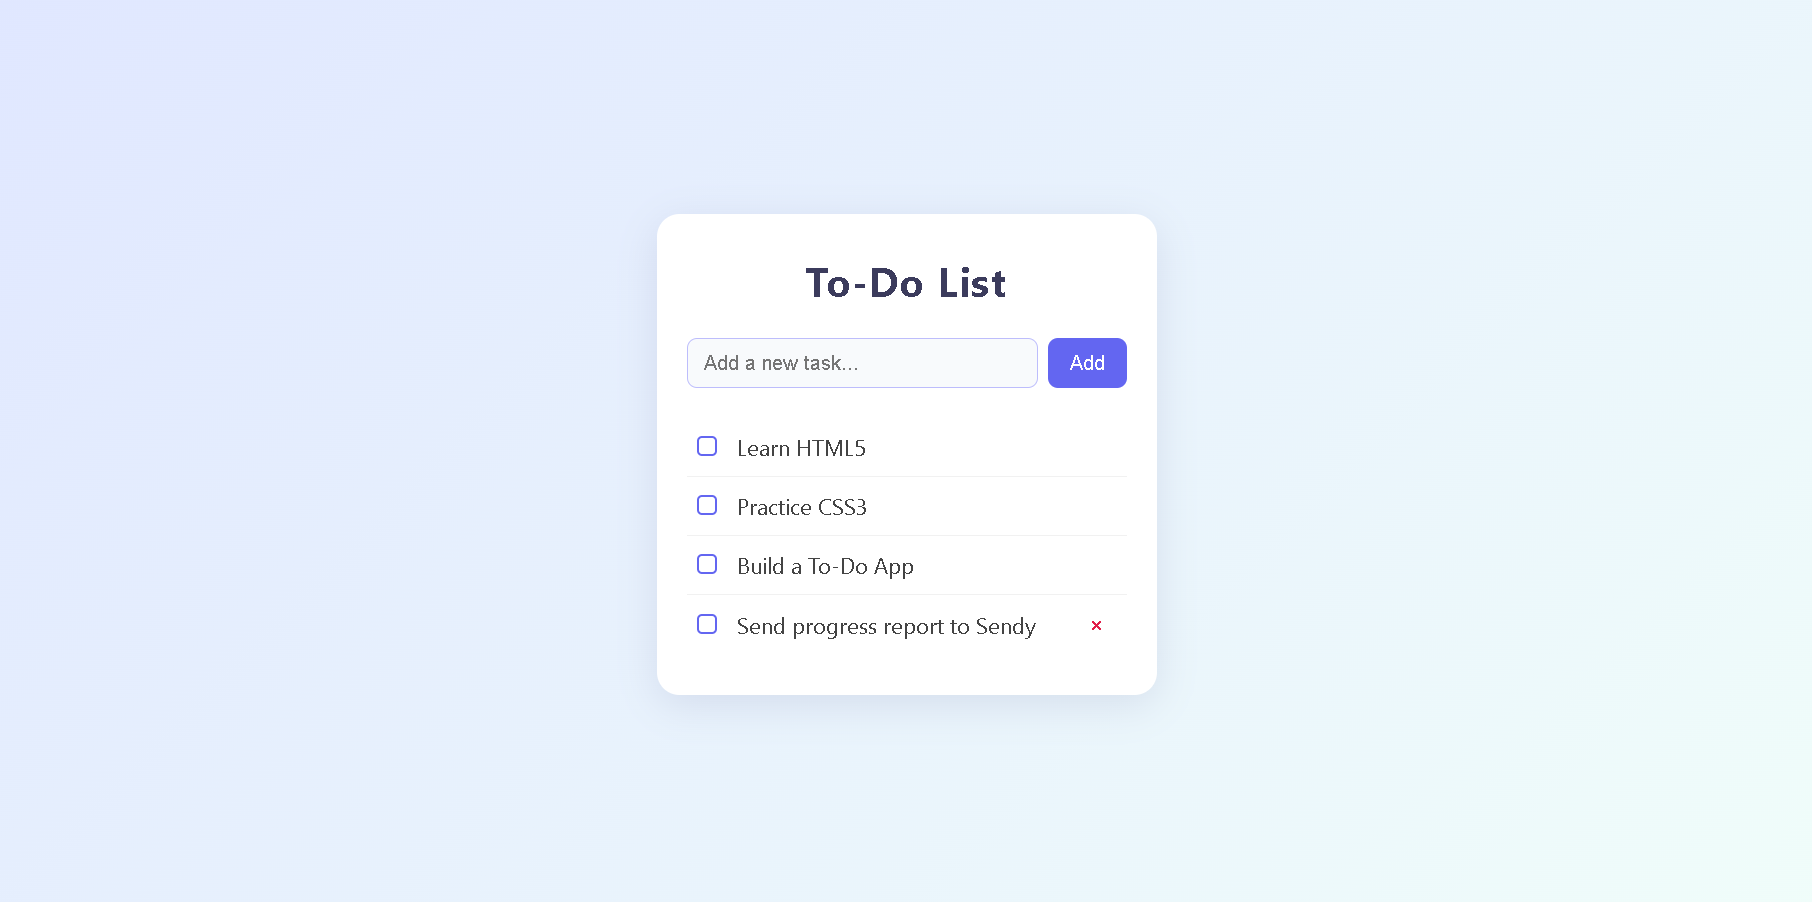 To-Do List
Add a new task...
Add
Learn HTML5
Practice CSS3
Build a To-Do App
Send progress report to Sendy
×